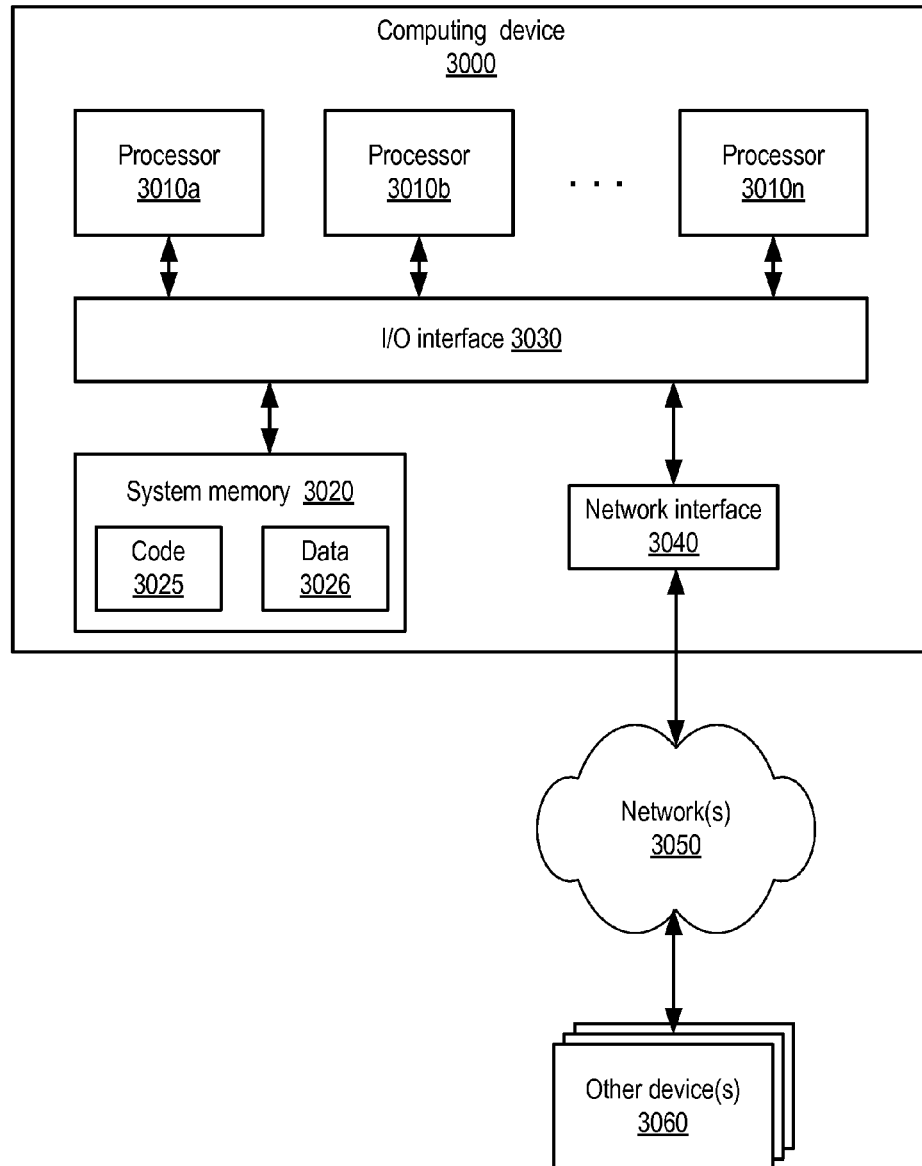 Computing device
3000
Processor
3010a
Processor
3010b
. . .
Processor
3010n
I/O interface 3030
System memory 3020
Code
3025
Data
3026
Network interface
3040
Network(s)
3050
Other device(s)
3060